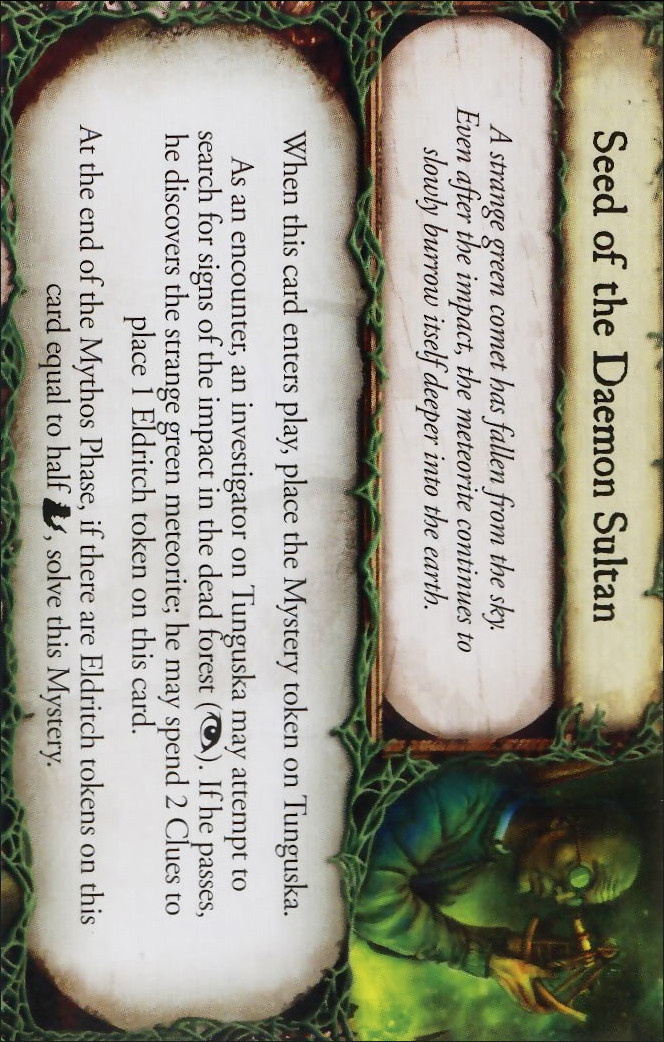 Seed of the Daemon Sultan
A strange green comet has fallen from the sky.
Even after the impact, the meteorite continues to
slowly burrow itself deeper into the earth.
When this card enters play, place the Mystery token on Tunguska.
As an encounter, an investigator on Tunguska may attempt to
search for signs of the impact in the dead forest (). If he passes,
he discovers the strange green meteorite; he may spend 2 Clues to
place 1 Eldritch token on this card.
At the end of the Mythos Phase, if there are Eldritch tokens on this
card equal to half , solve this Mystery.